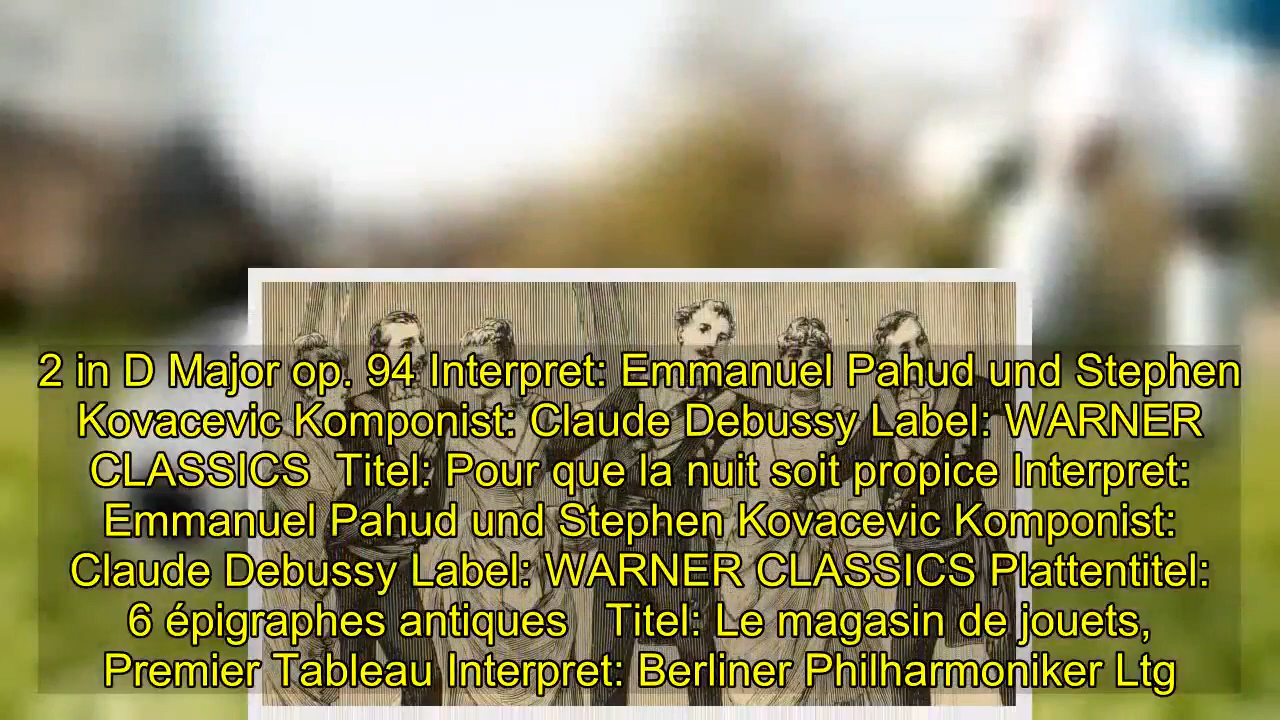 2 in D Major op. 94 Interpret: Emmanuel Pahud und Stephen
Kovacevic Komponist: Claude Debussy Label: WARNER
CLASSICS  Titel: Pour que la nuit soit propice Interpret:
Emmanuel Pahud und Stephen Kovacevic Komponist:
Claude Debussy Label: WARNER CLASSICS Plattentitel:
6 épigraphes antiques   Titel: Le magasin de jouets,
Premier Tableau Interpret: Berliner Philharmoniker Ltg